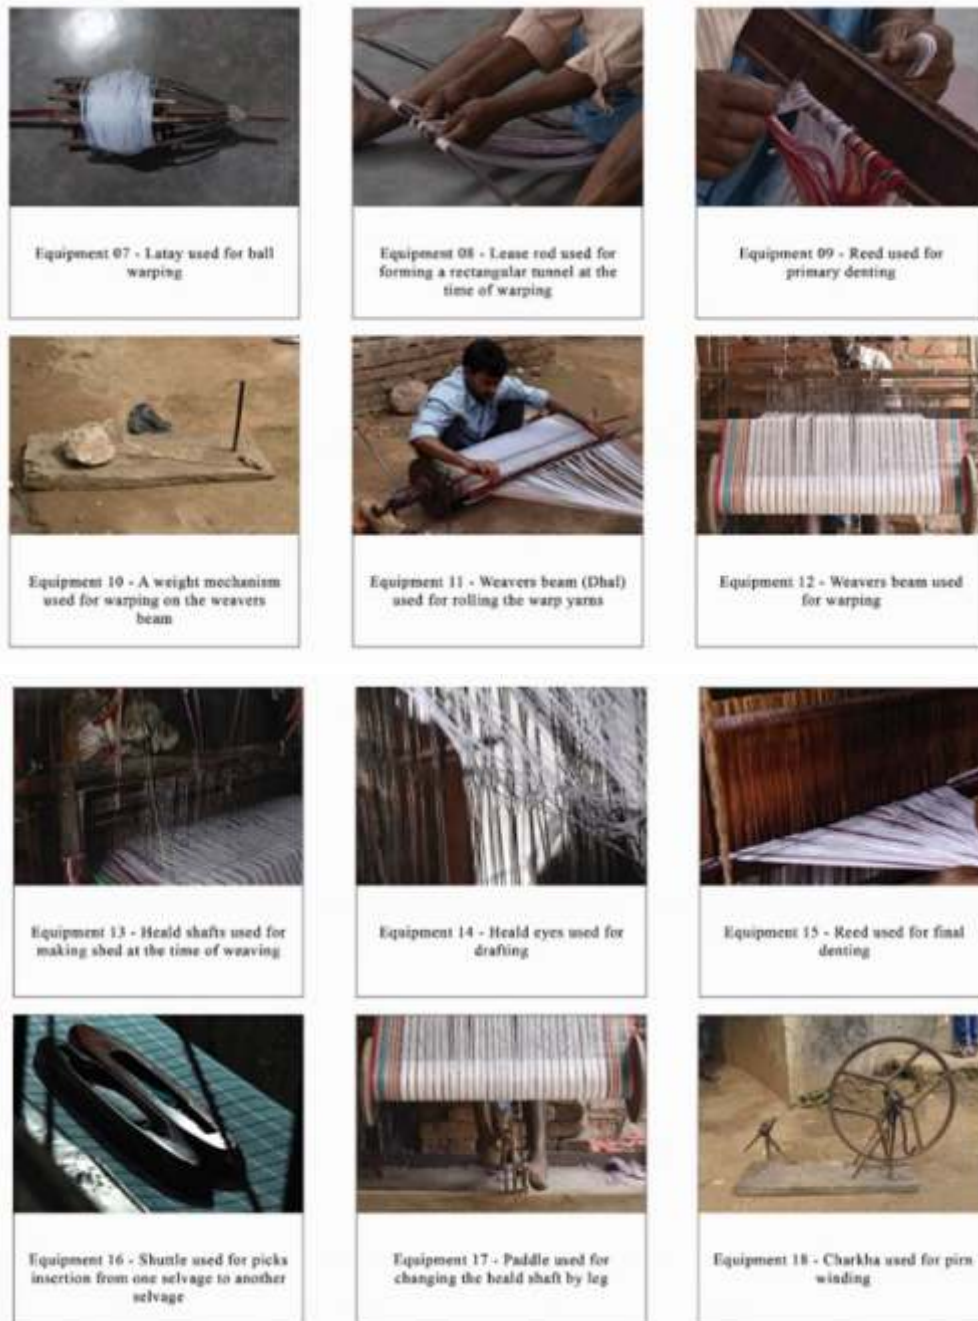 Equipment 07 - Latay used for ball
warping
Equipment 08 - Lease rod used for
forming a rectangular tunnel at the
time of warping
Equipment 09 - Reed used for
primary denting
Equipment 10 - A weight mechanism
used for warping on the weavers
beam
Equipment 11 - Weavers beam (Dhal)
used for rolling the warp yarns
Equipment 12 - Weavers beam used
for warping
Equipment 13 - Heald shafts used for
making shed at the time of weaving
Equipment 14 - Heald eyes used for
drafting
Equipment 15 - Reed used for final
denting
Equipment 16 - Shuttle used for picks
insertion from one selvage to another
selvage
Equipment 17 - Paddle used for
changing the heald shaft by leg
Equipment 18 - Charkha used for pirn
winding